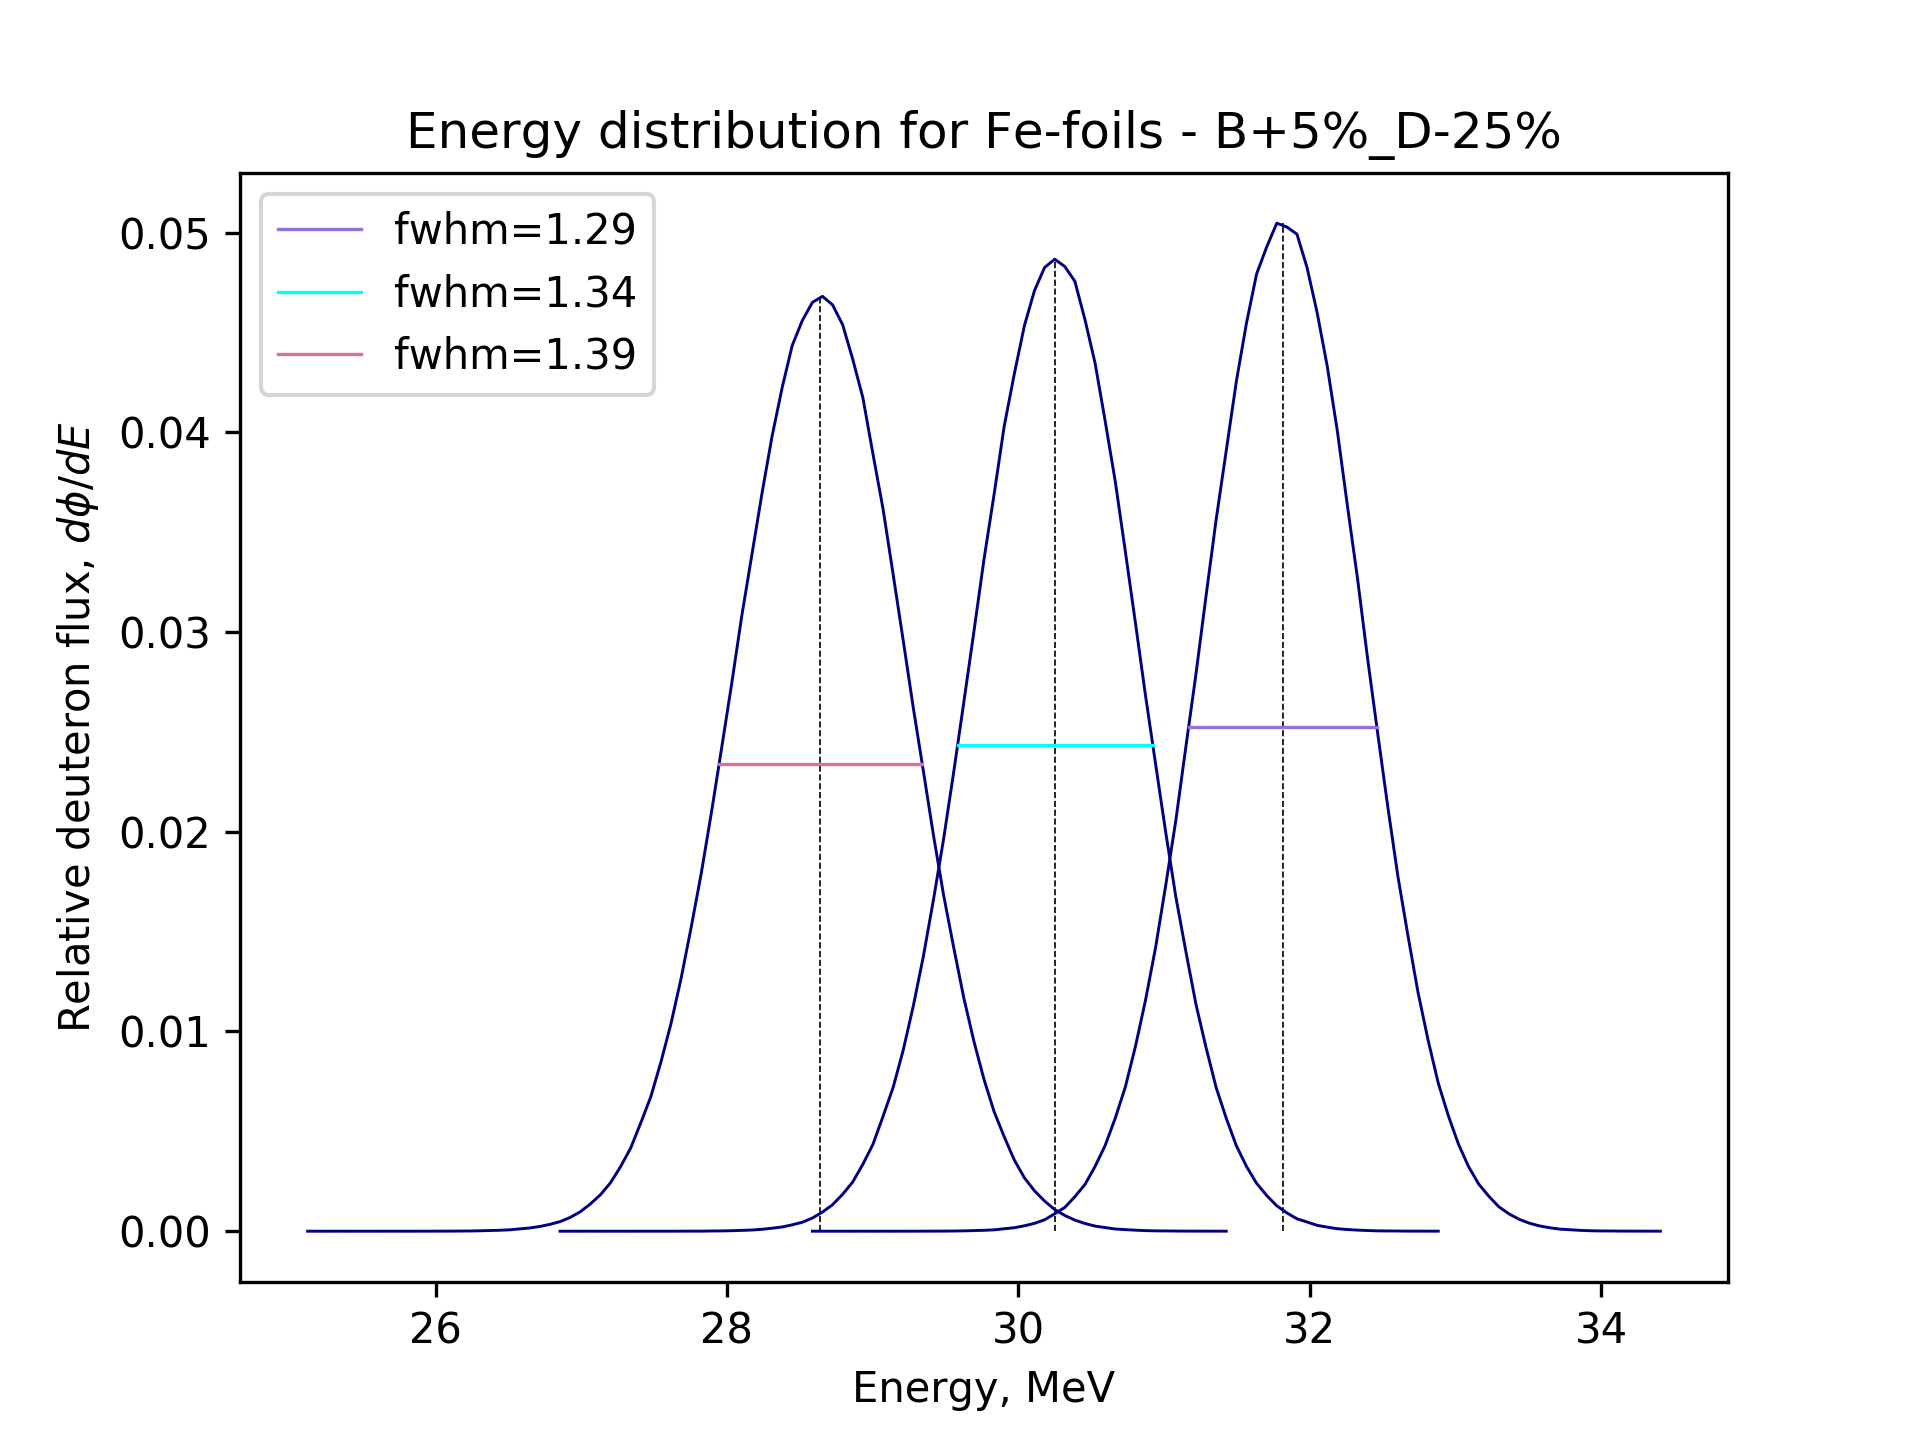 Energy distribution for Fe-foils - B+5%_D-25%
fwhm=1.29
fwhm=1.34
fwhm=1.39
Relative deuteron flux, dϕ/dE
0.05
0.04
0.03
0.02
0.01
0.00
26 28 30 32 34
Energy, MeV